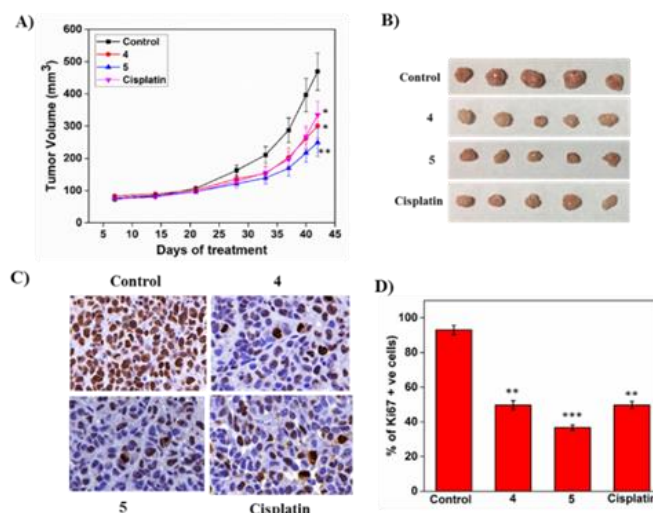 A)
Control
4
5
Cisplatin
Tumor Volume (mm³)
600
500
400
300
200
100
0
5 10 15 20 25 30 35 40 45
Days of treatment
*
*
**
B)
Control
4
5
Cisplatin
C)
Control 4
5 Cisplatin
D)
% of Ki67 + ve cells
100
80
60
40
20
0
**
***
**
Control 4 5 Cisplatin